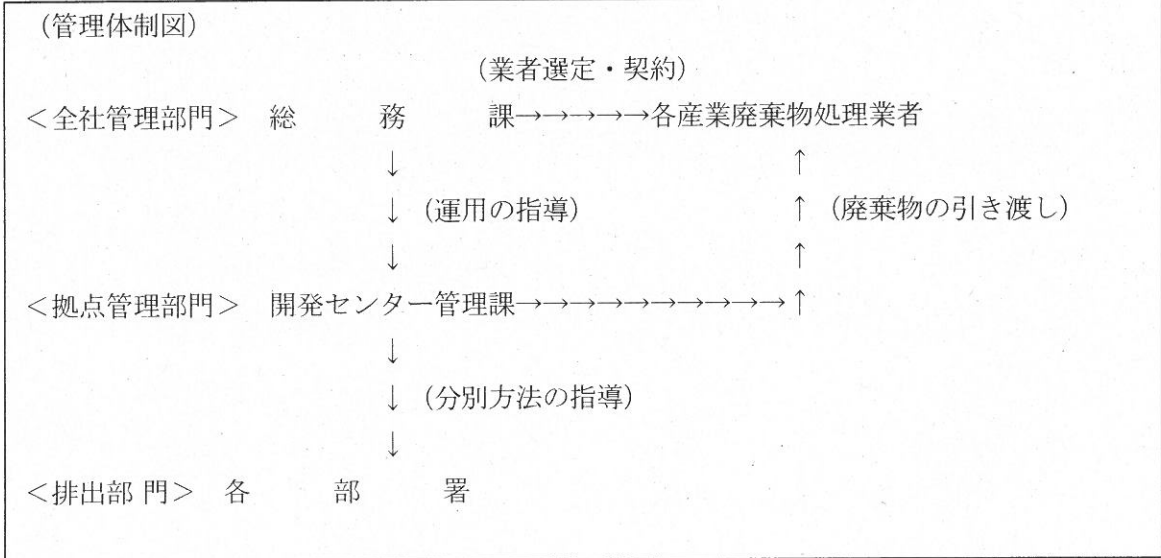 (管理体制図)
(業者選定・契約)
<全社管理部門> 総 務 課→→→→→各産業廃棄物処理業者
↓ ↑
↓ (運用の指導) ↑ (廃棄物の引き渡し)
↓ ↑
<拠点管理部門> 開発センター管理課→→→→→→→→→→↑
↓
↓ (分別方法の指導)
↓
<排出部 門> 各 部 署